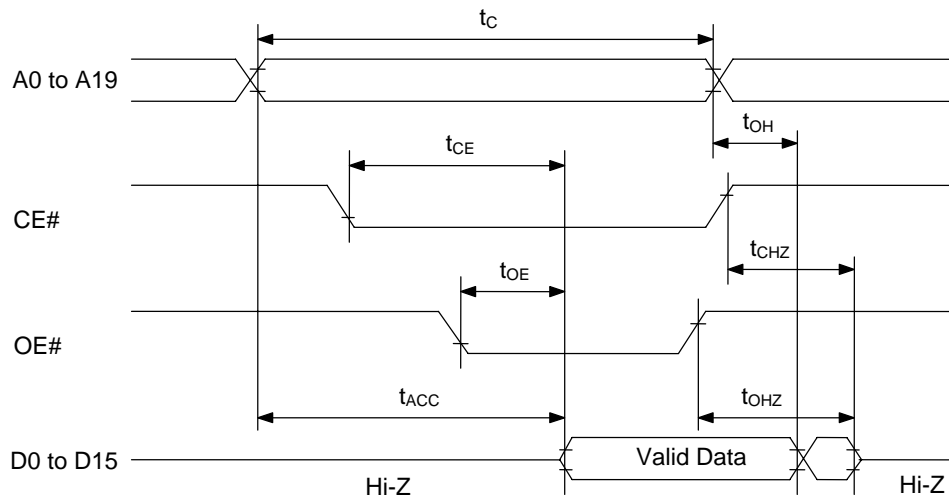 tC
A0 to A19
tOH
tCE
CE#
tCHZ
tOE
OE#
tACC
tOHZ
D0 to D15
Valid Data
Hi-Z
Hi-Z